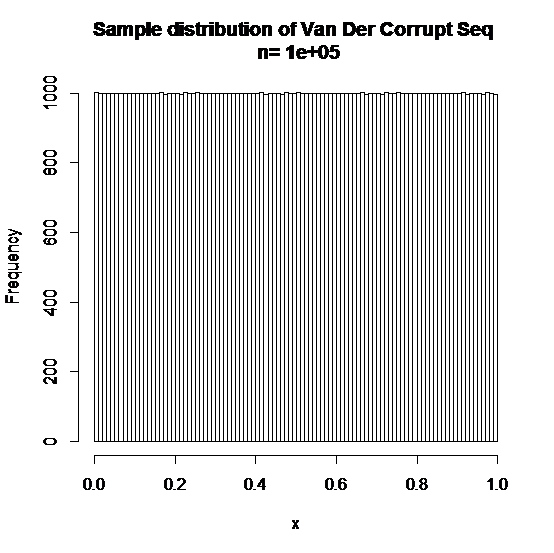 Sample distribution of Van Der Corrupt Seq
n= 1e+05
Frequency
1000
800
600
400
200
0
0.0 0.2 0.4 0.6 0.8 1.0
x